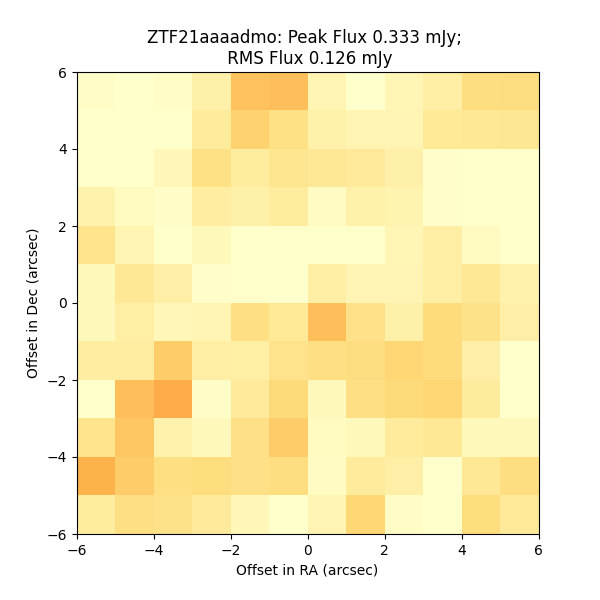 ZTF21aaaadmo: Peak Flux 0.333 mJy;
RMS Flux 0.126 mJy
6
4
2
0
−2
−4
−6
Offset in Dec (arcsec)
−6 −4 −2 0 2 4 6
Offset in RA (arcsec)